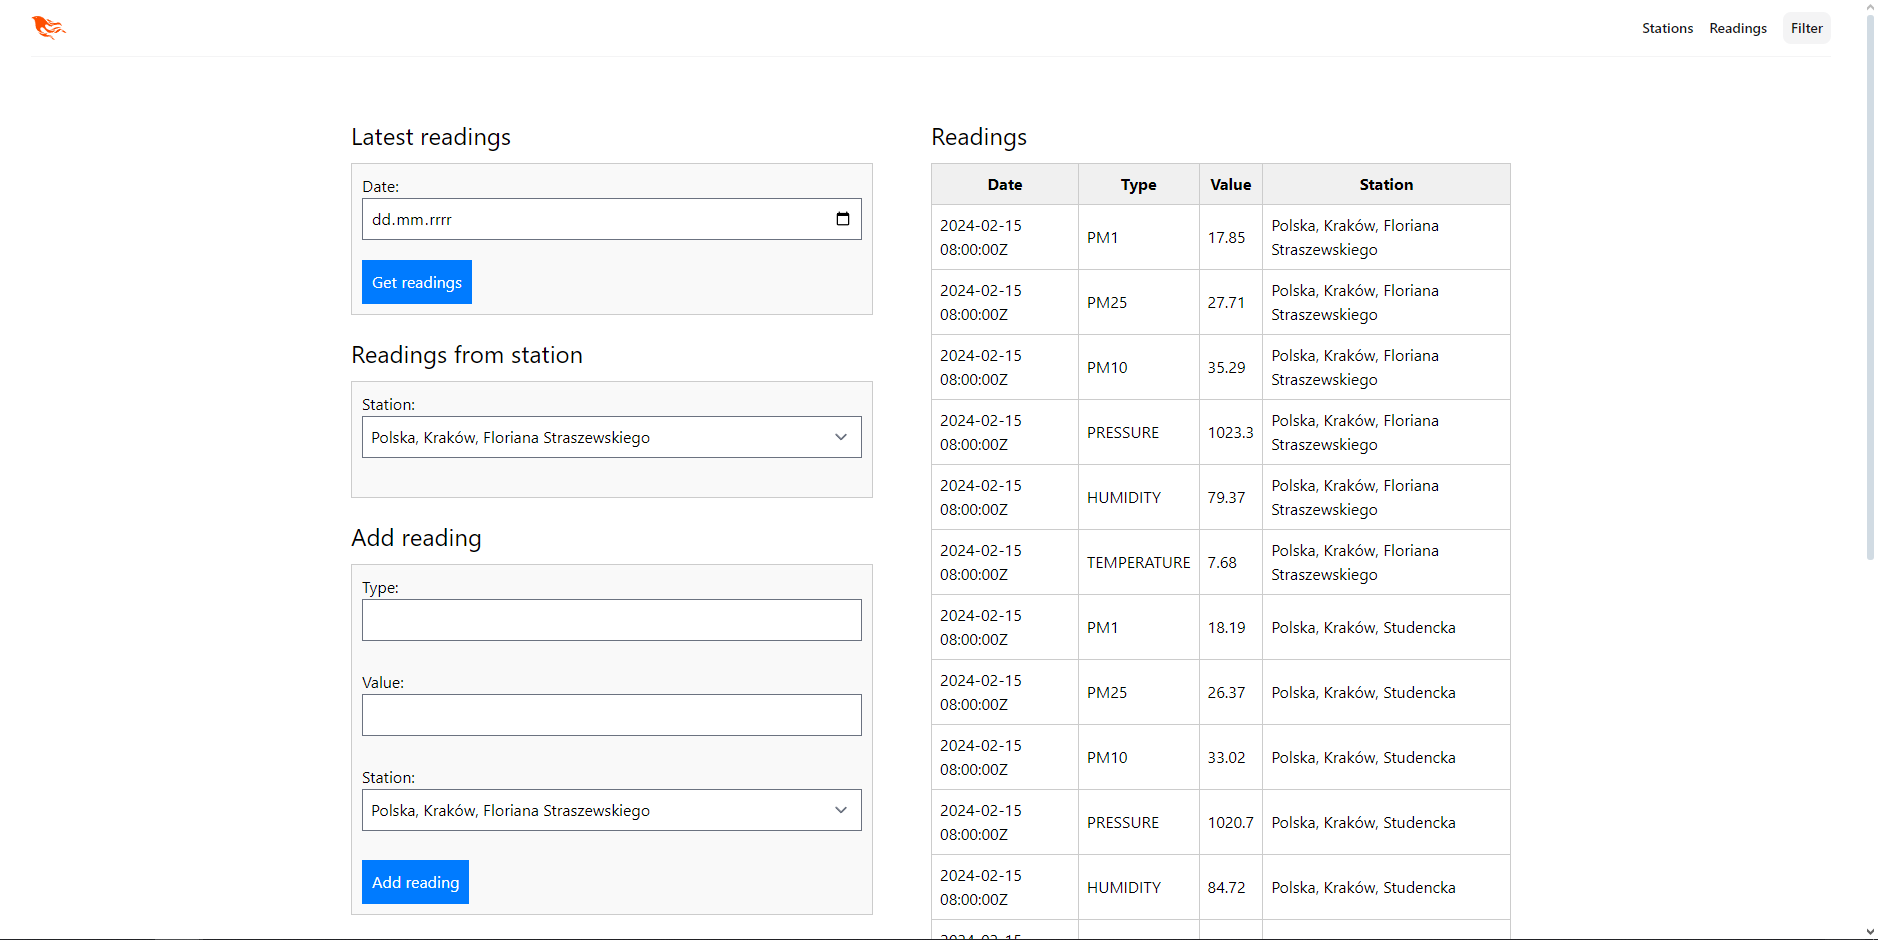 Stations Readings Filter
Latest readings
Date:
dd.mm.rrrr
Get readings
Readings from station
Station:
Polska, Kraków, Floriana Straszewskiego
Add reading
Type:
Value:
Station:
Polska, Kraków, Floriana Straszewskiego
Add reading
Readings
Date Type Value Station
2024-02-15
08:00:00Z
PM1
17.85
Polska, Kraków, Floriana
Straszewskiego
2024-02-15
08:00:00Z
PM25
27.71
Polska, Kraków, Floriana
Straszewskiego
2024-02-15
08:00:00Z
PM10
35.29
Polska, Kraków, Floriana
Straszewskiego
2024-02-15
08:00:00Z
PRESSURE
1023.3
Polska, Kraków, Floriana
Straszewskiego
2024-02-15
08:00:00Z
HUMIDITY
79.37
Polska, Kraków, Floriana
Straszewskiego
2024-02-15
08:00:00Z
TEMPERATURE
7.68
Polska, Kraków, Floriana
Straszewskiego
2024-02-15
08:00:00Z
PM1
18.19
Polska, Kraków, Studencka
2024-02-15
08:00:00Z
PM25
26.37
Polska, Kraków, Studencka
2024-02-15
08:00:00Z
PM10
33.02
Polska, Kraków, Studencka
2024-02-15
08:00:00Z
PRESSURE
1020.7
Polska, Kraków, Studencka
2024-02-15
08:00:00Z
HUMIDITY
84.72
Polska, Kraków, Studencka